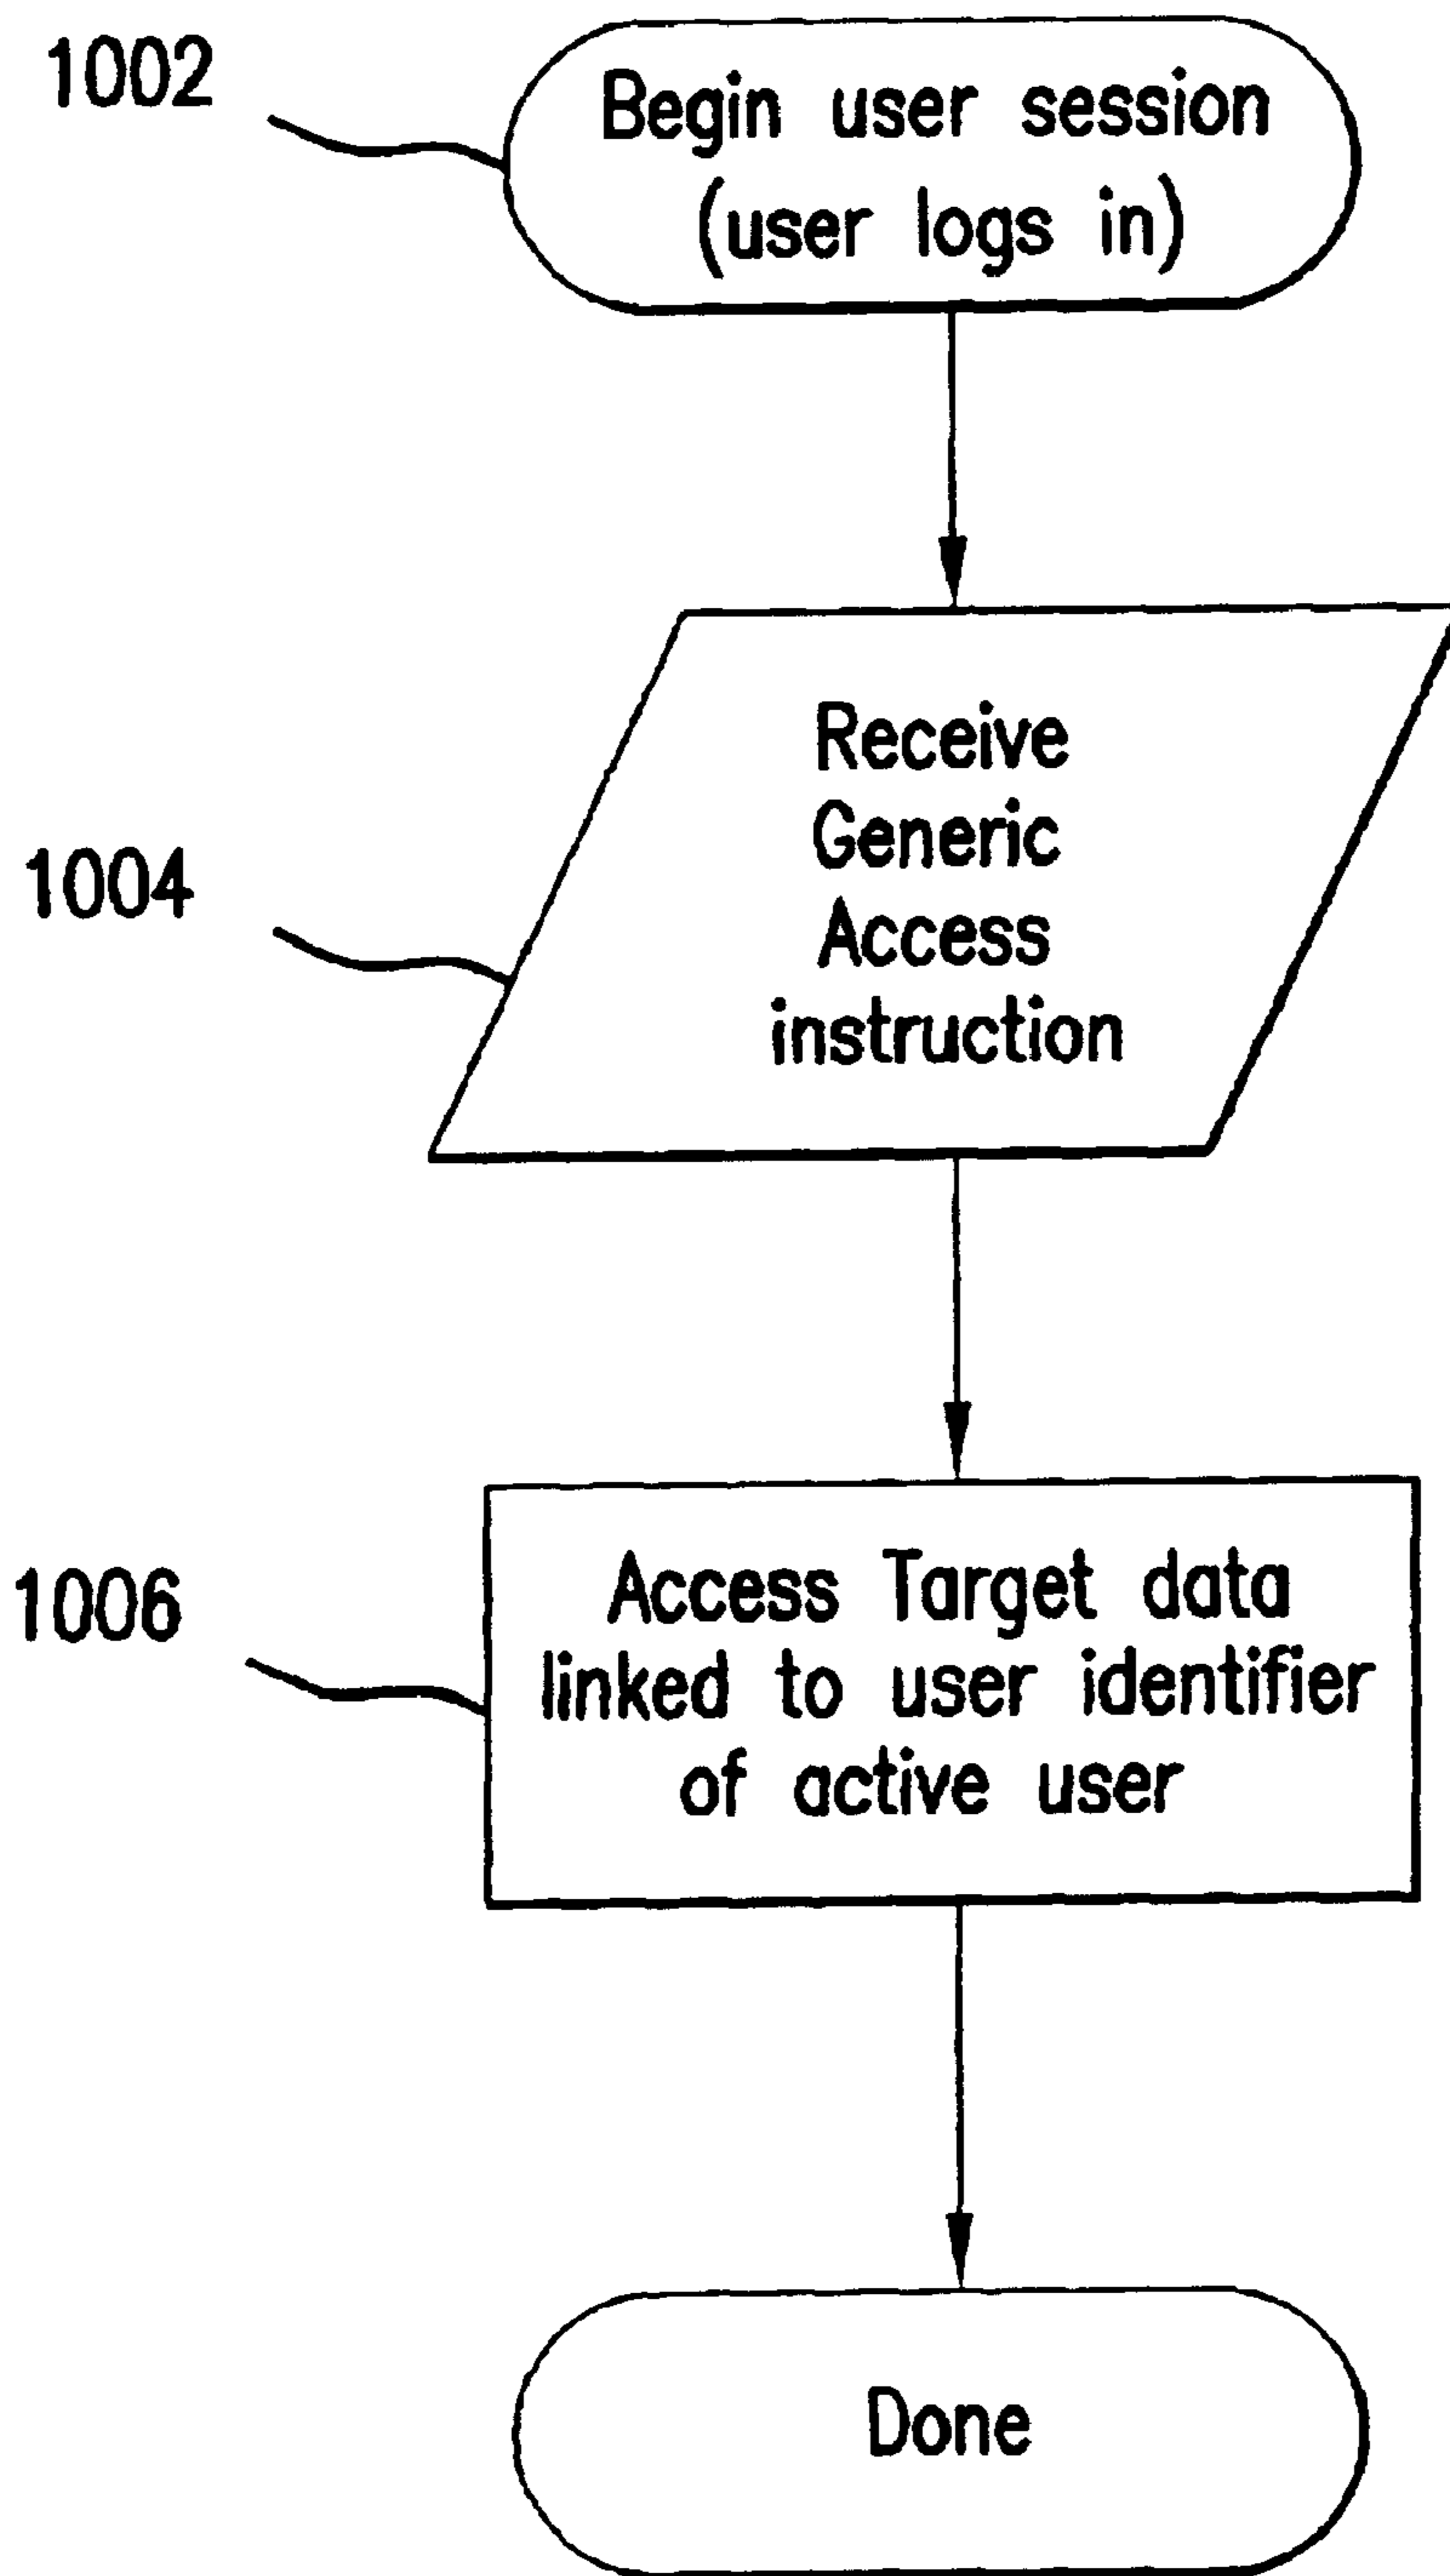 1002
Begin user session
(user logs in)
1004
Receive
Generic
Access
instruction
1006
Access Target data
linked to user identifier
of active user
Done